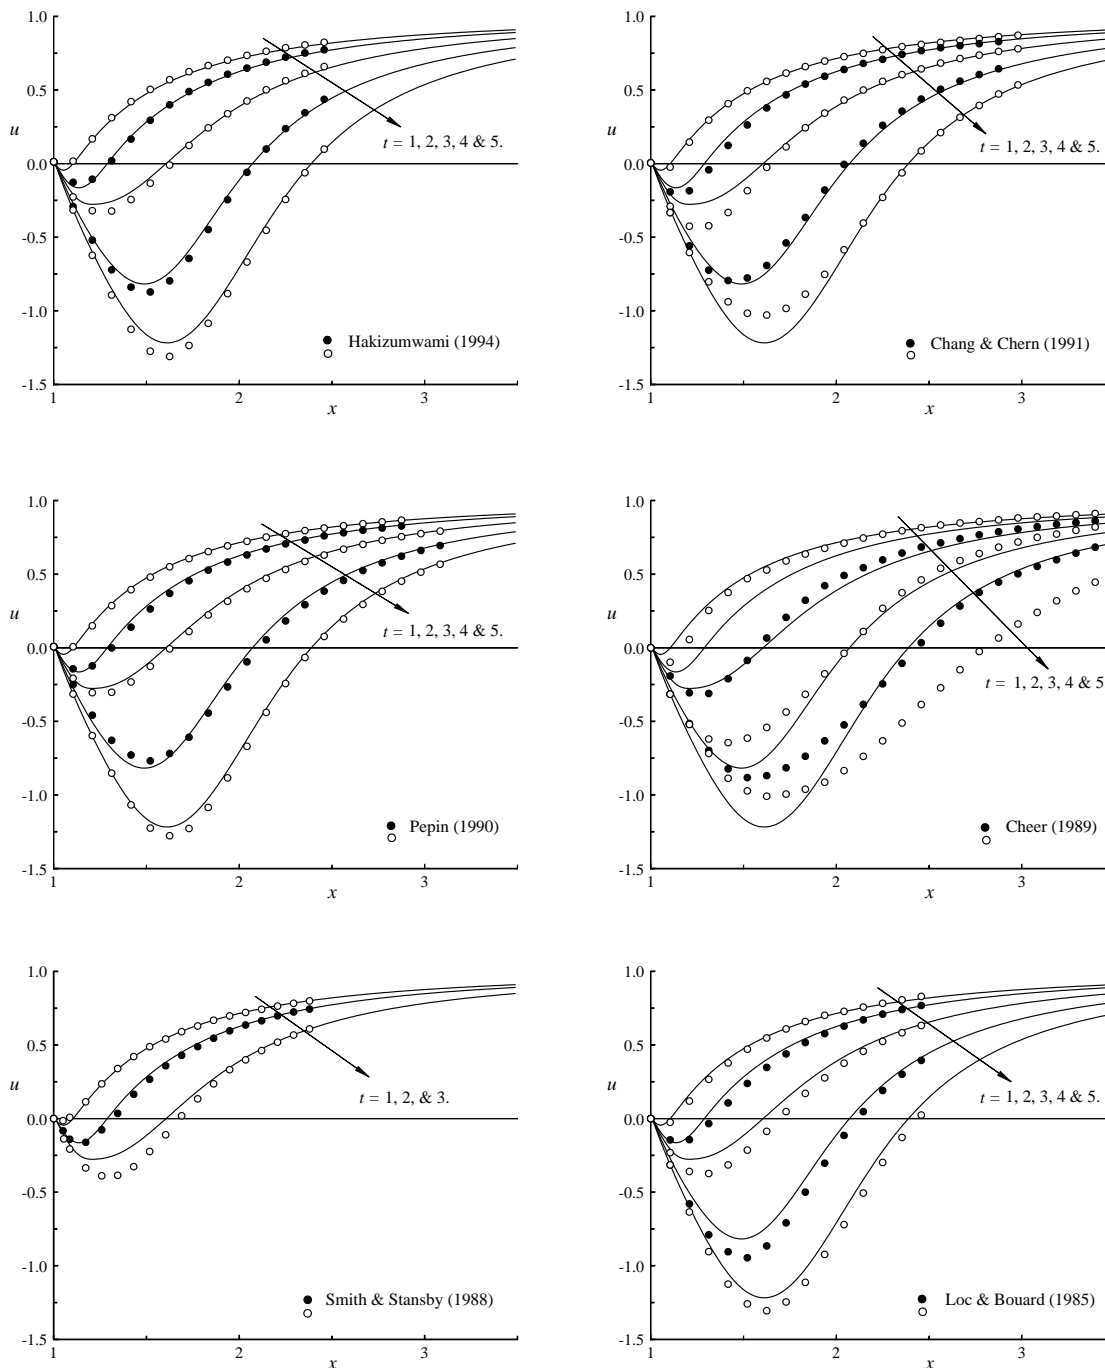 1.0
0.5
u
0.0
-0.5
-1.0
-1.5
1
2
3
x
t = 1, 2, 3, 4 & 5.
Hakizumwami (1994)
1.0
0.5
u
0.0
-0.5
-1.0
-1.5
1
2
3
x
t = 1, 2, 3, 4 & 5.
Chang & Chern (1991)
1.0
0.5
u
0.0
-0.5
-1.0
-1.5
1
2
3
x
t = 1, 2, 3, 4 & 5.
Pepin (1990)
1.0
0.5
u
0.0
-0.5
-1.0
-1.5
1
2
3
x
t = 1, 2, 3, 4 & 5
Cheer (1989)
1.0
0.5
u
0.0
-0.5
-1.0
-1.5
t = 1, 2, & 3.
Smith & Stansby (1988)
1.0
0.5
u
0.0
-0.5
-1.0
-1.5
t = 1, 2, 3, 4 & 5.
Loc & Bouard (1985)